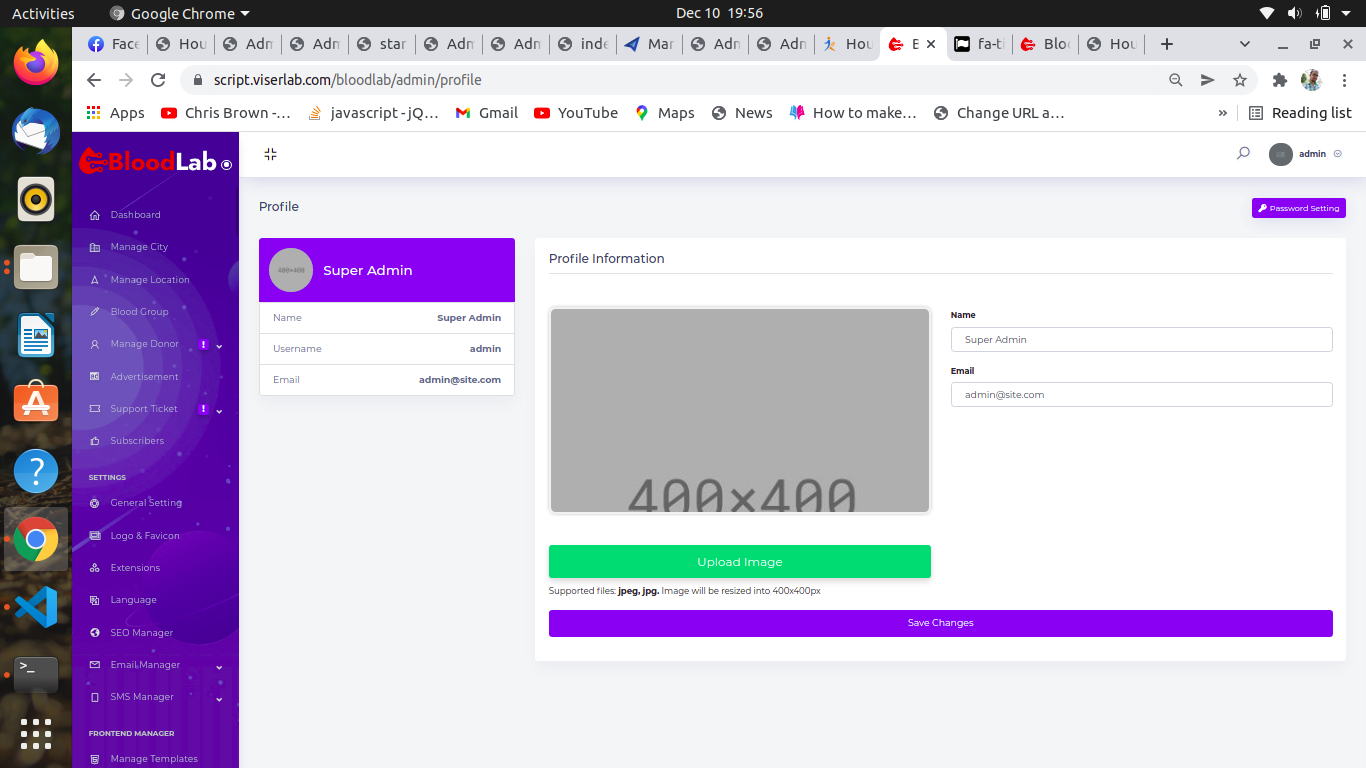 Activities
Google Chrome
Dec 10 19:56
Face
Hou
Adm
Adm
star
Adm
Adm
inde
Mar
Adm
Adm
Hou
B
fa-ti
Bloo
Hou
script.viserlab.com/bloodlab/admin/profile
Apps
Chris Brown -...
javascript - jQ...
Gmail
YouTube
Maps
News
How to make...
Change URL a...
»
Reading list
BloodLab
admin
Profile
Password Setting
Dashboard
Manage City
Manage Location
Blood Group
Manage Donor
Advertisement
Support Ticket
Subscribers
SETTINGS
General Setting
Logo & Favicon
Extensions
Language
SEO Manager
Email Manager
SMS Manager
FRONTEND MANAGER
Manage Templates
400×400
Super Admin
Name
Super Admin
Username
admin
Email
admin@site.com
Profile Information
400×400
Upload Image
Supported files: jpeg, jpg. Image will be resized into 400x400px
Name
Super Admin
Email
admin@site.com
Save Changes